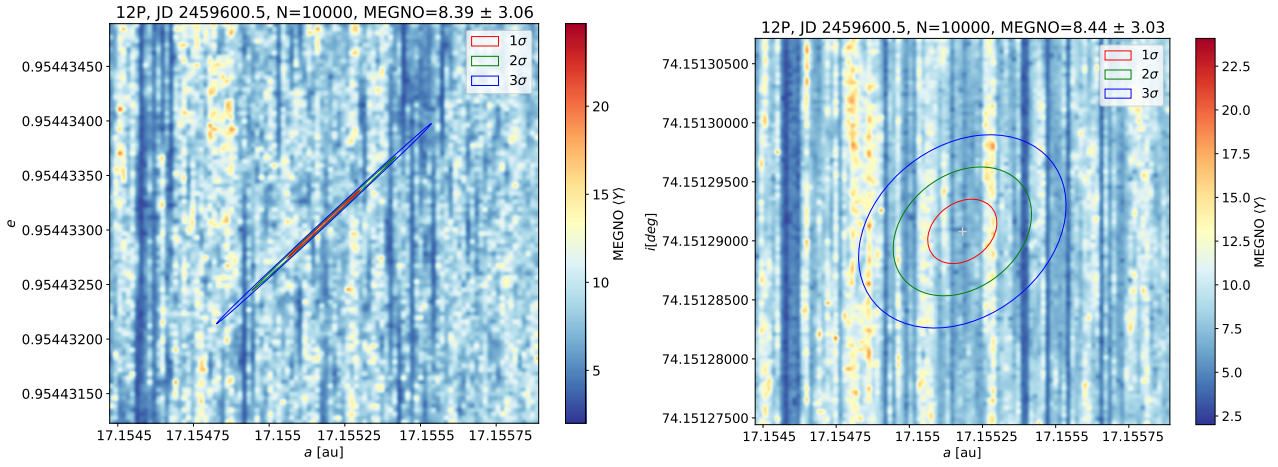 12P, JD 2459600.5, N=10000, MEGNO=8.39 ± 3.06
1σ
2σ
3σ
0.95443450
0.95443400
0.95443350
0.95443300
0.95443250
0.95443200
0.95443150
e
17.1545
17.15475
17.155
17.15525
17.1555
17.15575
a [au]
20
15
10
5
MEGNO ⟨Y⟩
12P, JD 2459600.5, N=10000, MEGNO=8.44 ± 3.03
1σ
2σ
3σ
74.15130500
74.15130000
74.15129500
74.15129000
74.15128500
74.15128000
74.15127500
i[deg]
17.1545
17.15475
17.155
17.15525
17.1555
17.15575
a [au]
22.5
20.0
17.5
15.0
12.5
10.0
7.5
5.0
2.5
MEGNO ⟨Y⟩